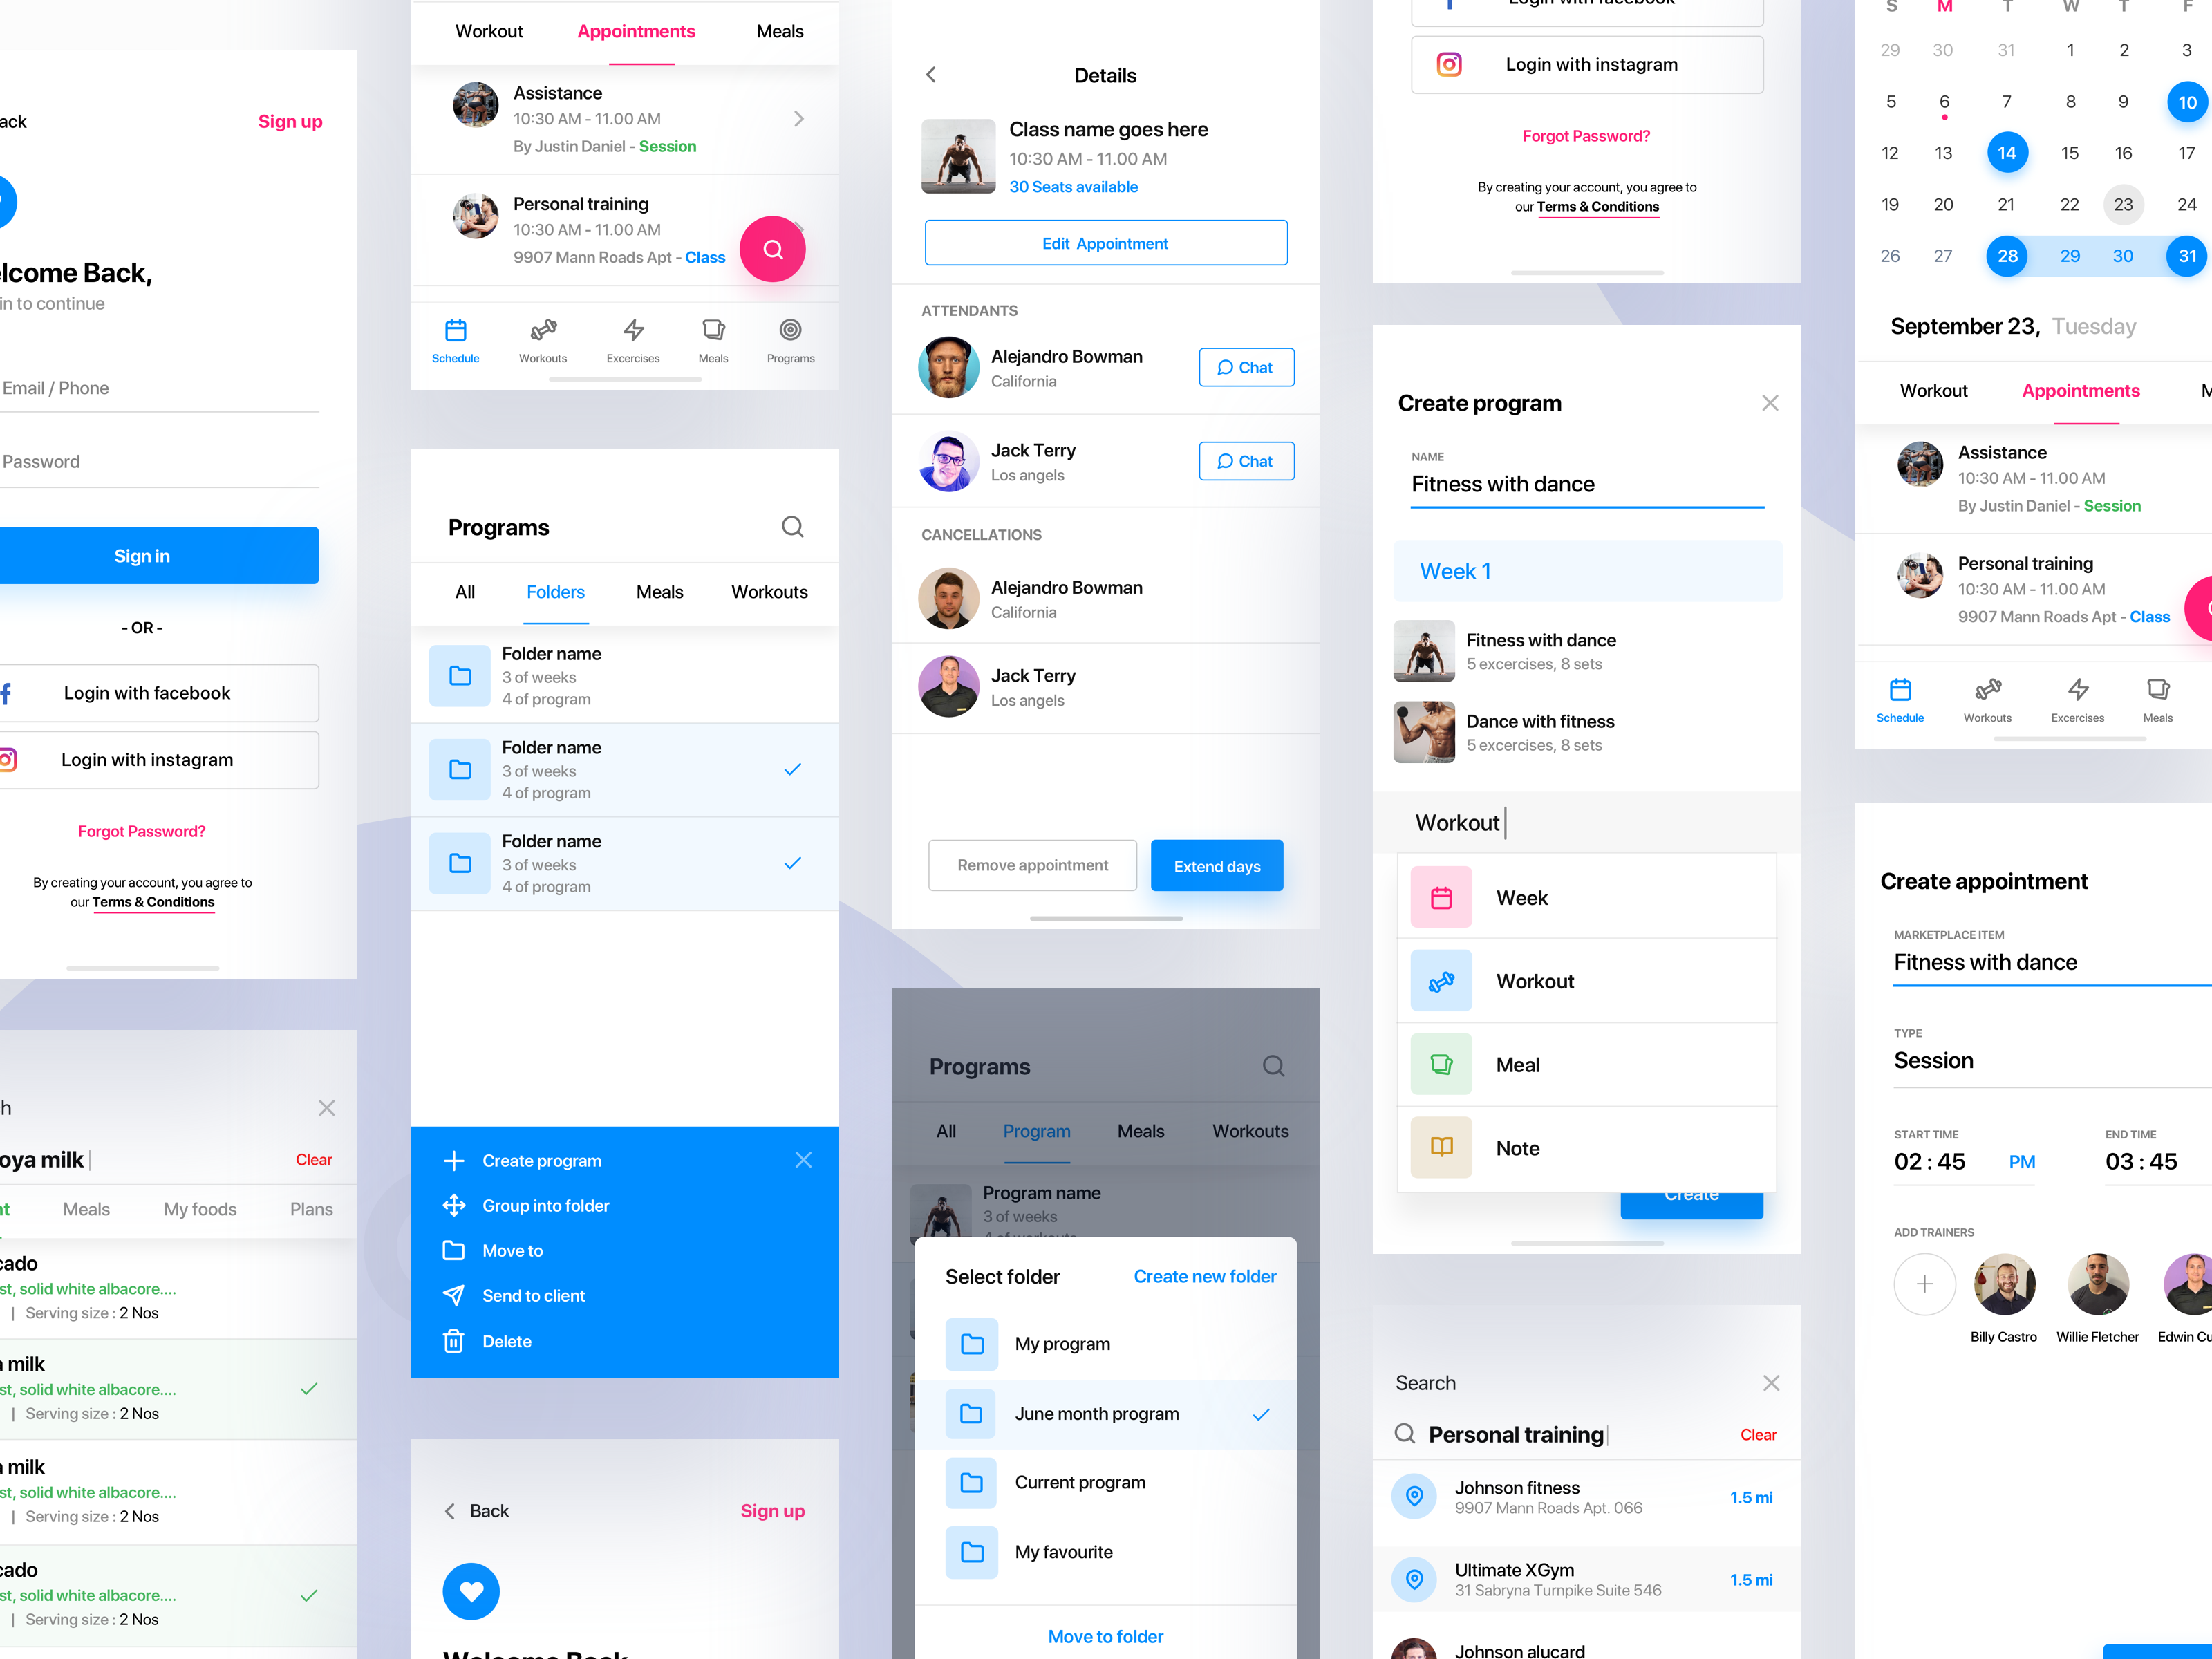 ack
Sign up
lcome Back,
in to continue
Email / Phone
Password
Sign in
- OR -
Login with facebook
Login with instagram
Forgot Password?
By creating your account, you agree to
our Terms & Conditions
h
oya milk
Clear
nt
Meals
My foods
Plans
cado
st, solid white albacore....
| Serving size : 2 Nos
milk
st, solid white albacore....
| Serving size : 2 Nos
milk
st, solid white albacore....
| Serving size : 2 Nos
cado
st, solid white albacore....
| Serving size : 2 Nos
Workout
Appointments
Meals
Assistance
10:30 AM - 11.00 AM
By Justin Daniel - Session
Personal training
10:30 AM - 11.00 AM
9907 Mann Roads Apt - Class
Schedule
Workouts
Excercises
Meals
Programs
Programs
All
Folders
Meals
Workouts
Folder name
3 of weeks
4 of program
Folder name
3 of weeks
4 of program
Folder name
3 of weeks
4 of program
Create program
Group into folder
Move to
Send to client
Delete
Back
Sign up
Welcome Back
Details
Class name goes here
10:30 AM - 11.00 AM
30 Seats available
Edit Appointment
ATTENDANTS
Alejandro Bowman
California
Chat
Jack Terry
Los angels
Chat
CANCELLATIONS
Alejandro Bowman
California
Jack Terry
Los angels
Remove appointment
Extend days
Programs
All
Program
Meals
Workouts
Program name
3 of weeks
4 of workouts
Select folder
Create new folder
My program
June month program
Current program
My favourite
Move to folder
Login with facebook
Login with instagram
Forgot Password?
By creating your account, you agree to
our Terms & Conditions
Create program
NAME
Fitness with dance
Week 1
Fitness with dance
5 excercises, 8 sets
Dance with fitness
5 excercises, 8 sets
Workout
Week
Workout
Meal
Note
Create
Search
Personal training
Clear
Johnson fitness
9907 Mann Roads Apt. 066
1.5 mi
Ultimate XGym
31 Sabryna Turnpike Suite 546
1.5 mi
Johnson alucard
S M T W T F
29 30 31 1 2 3
5 6 7 8 9 10
12 13 14 15 16 17
19 20 21 22 23 24
26 27 28 29 30 31
September 23, Tuesday
Workout
Appointments
M
Assistance
10:30 AM - 11.00 AM
By Justin Daniel - Session
Personal training
10:30 AM - 11.00 AM
9907 Mann Roads Apt - Class
Schedule
Workouts
Excercises
Meals
Create appointment
MARKETPLACE ITEM
Fitness with dance
TYPE
Session
START TIME
02 : 45 PM
END TIME
03 : 45
ADD TRAINERS
Billy Castro
Willie Fletcher
Edwin Cu